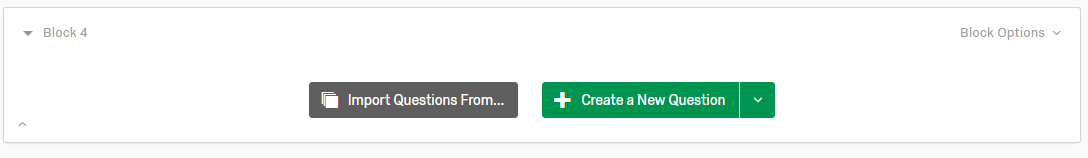 Block 4
Block Options
Import Questions From...
Create a New Question